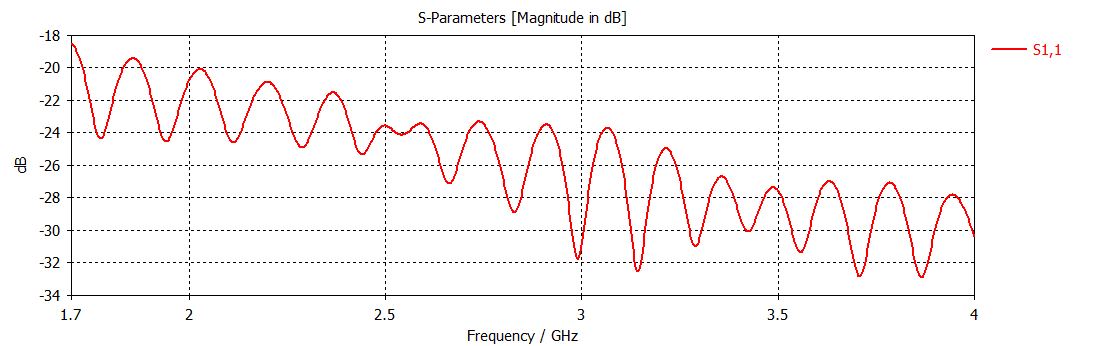 S-Parameters [Magnitude in dB]
-18
-20
-22
-24
-26
-28
-30
-32
-34
dB
1.7 2 2.5 3 3.5 4
Frequency / GHz
S1,1